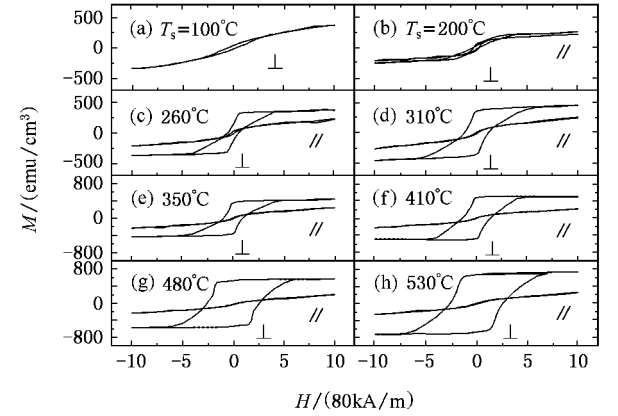 (a) Tₛ=100℃
(b) Tₛ=200℃
500
0
-500
⊥
⊥ //
(c) 260℃
(d) 310℃
500
0
-500
⊥ //
⊥ //
(e) 350℃
(f) 410℃
800
0
-800
⊥ //
⊥ //
(g) 480℃
(h) 530℃
800
0
-800
⊥ //
⊥ //
-10 -5 0 5 10 -10 -5 0 5 10
M/(emu/cm³)
H/(80kA/m)